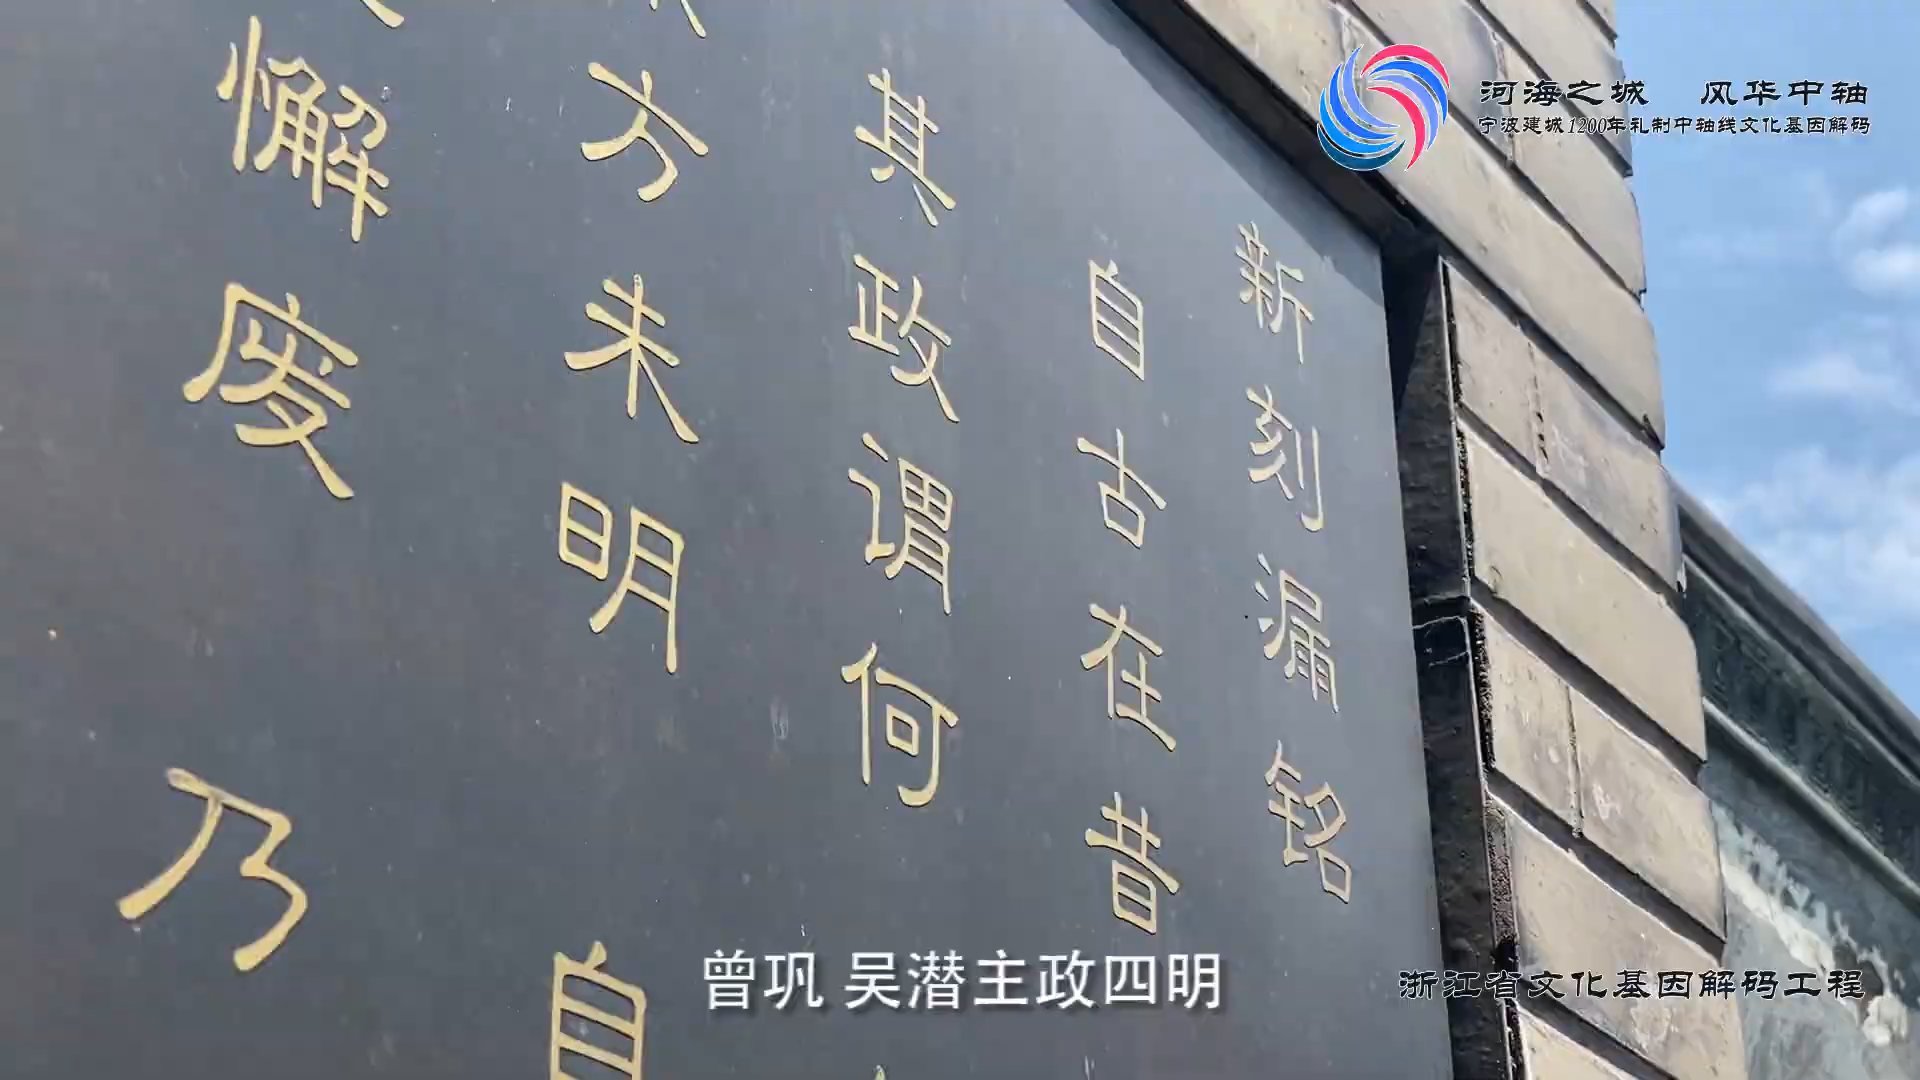 河海之城 风华中轴
宁波建城1200年礼制中轴线文化基因解码
新刻漏铭
自古在昔
其政谓何
方未明自
懈废乃
曾巩 吴潜主政四明
浙江省文化基因解码工程